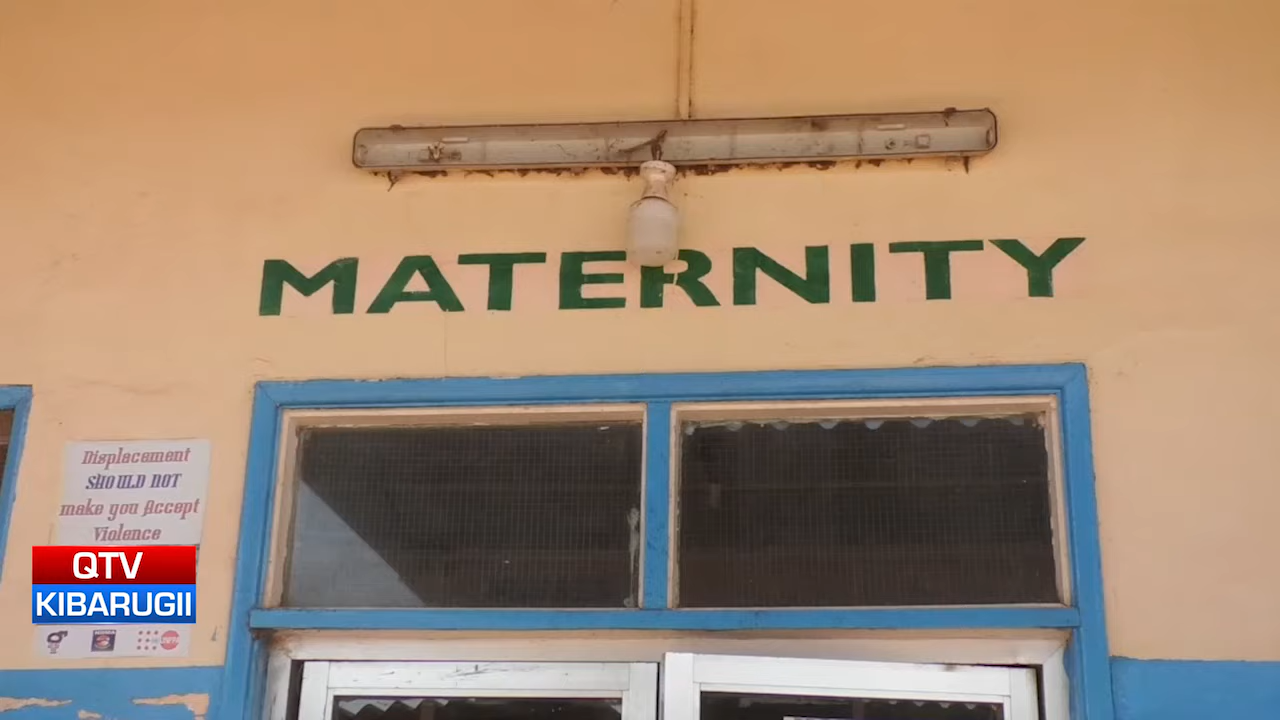 MATERNITY
Displacement
SHOULD NOT
make you Accept
Violence
QTV
KIBARUGII